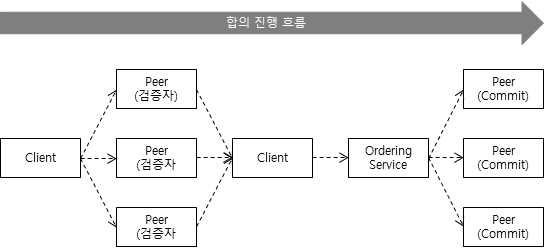 합의 진행 흐름
Client
Peer
(검증자)
Peer
(검증자
Peer
(검증자
Client
Ordering
Service
Peer
(Commit)
Peer
(Commit)
Peer
(Commit)